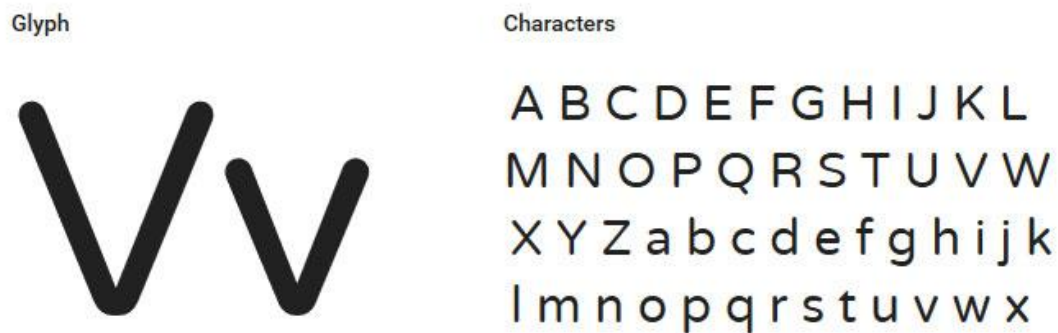 Glyph
Characters
Vv
A B C D E F G H I J K L
M N O P Q R S T U V W
X Y Z a b c d e f g h i j k
l m n o p q r s t u v w x